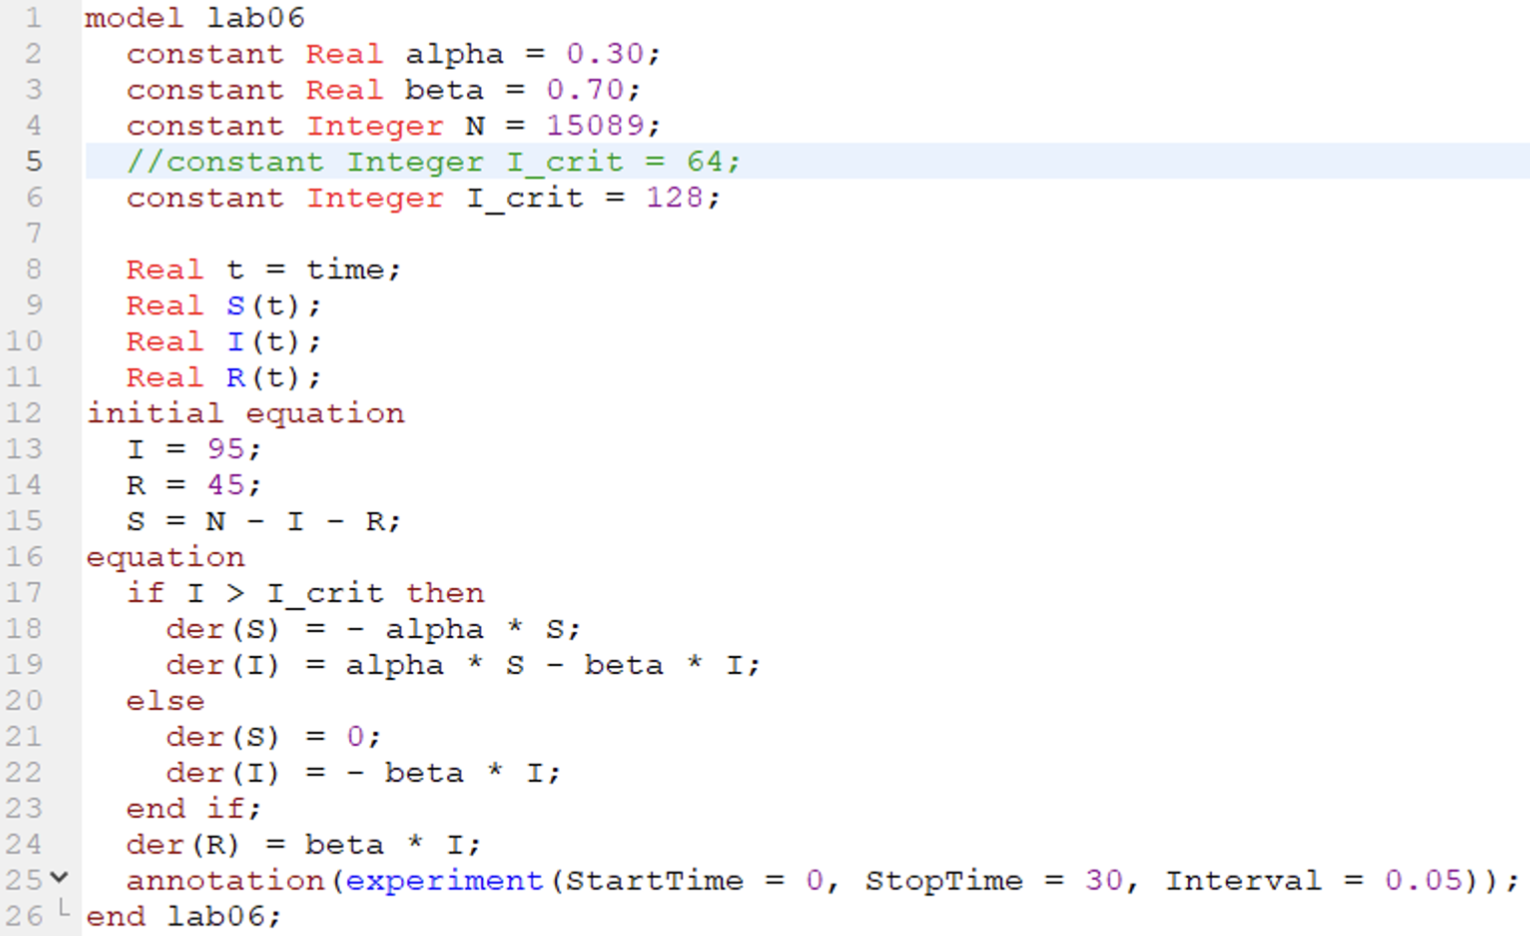 1 model lab06
2   constant Real alpha = 0.30;
3   constant Real beta = 0.70;
4   constant Integer N = 15089;
5   //constant Integer I_crit = 64;
6   constant Integer I_crit = 128;
7
8   Real t = time;
9   Real S(t);
10   Real I(t);
11   Real R(t);
12 initial equation
13   I = 95;
14   R = 45;
15   S = N - I - R;
16 equation
17   if I > I_crit then
18     der(S) = - alpha * S;
19     der(I) = alpha * S - beta * I;
20   else
21     der(S) = 0;
22     der(I) = - beta * I;
23   end if;
24   der(R) = beta * I;
25   annotation(experiment(StartTime = 0, StopTime = 30, Interval = 0.05));
26 end lab06;